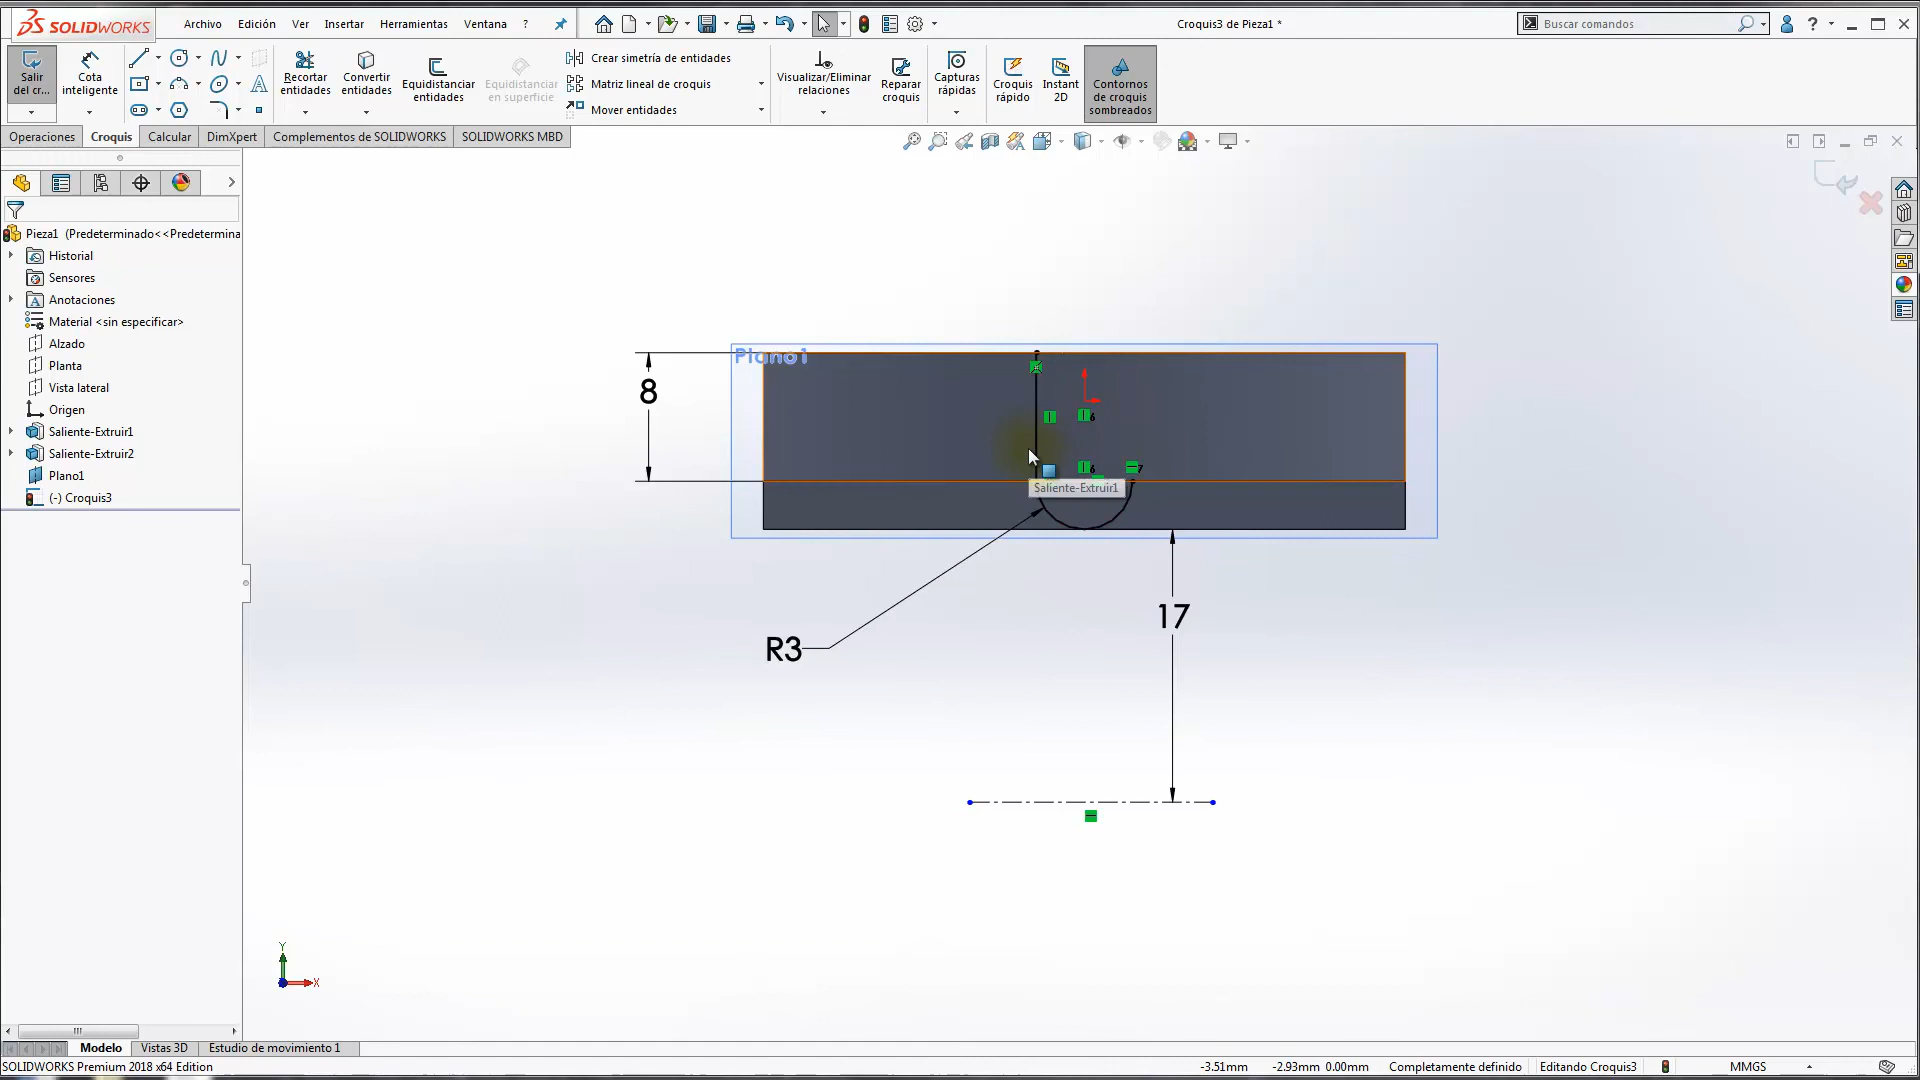 SOLIDWORKS
Archivo Edición Ver Insertar Herramientas Ventana ?
Croquis3 de Pieza1 *
Buscar comandos
?
Salir del cr...
Cota inteligente
Recortar entidades
Convertir entidades
Equidistanciar entidades
Equidistanciar en superficie
Crear simetría de entidades
Matriz lineal de croquis
Mover entidades
Visualizar/Eliminar relaciones
Reparar croquis
Capturas rápidas
Croquis rápido
Instant 2D
Contornos de croquis sombreados
Operaciones Croquis Calcular DimXpert Complementos de SOLIDWORKS SOLIDWORKS MBD
Pieza1 (Predeterminado<<Predetermina
Historial
Sensores
Anotaciones
Material <sin especificar>
Alzado
Planta
Vista lateral
Origen
Saliente-Extruir1
Saliente-Extruir2
Plano1
(-) Croquis3
Plano1
8
6
6
7
Saliente-Extruir1
17
R3
Y
X
Modelo Vistas 3D Estudio de movimiento 1
SOLIDWORKS Premium 2018 x64 Edition
-3.51mm -2.93mm 0.00mm Completamente definido Editando Croquis3 MMGS